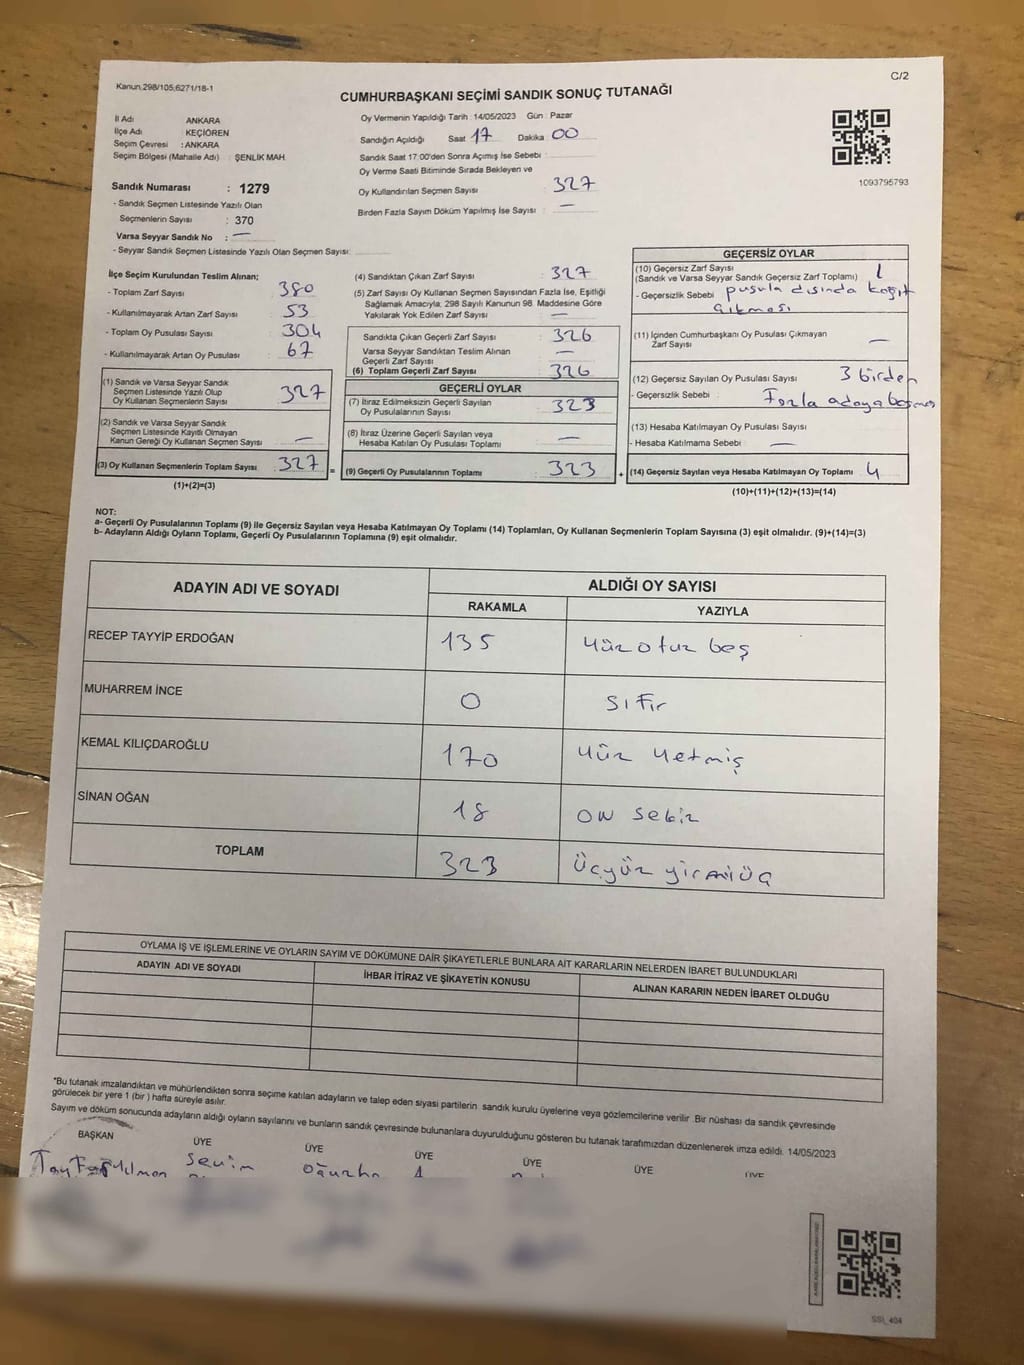 Kanun,298/105,6271/18-1
C/2
CUMHURBAŞKANI SEÇİMİ SANDIK SONUÇ TUTANAĞI
İl Adı ANKARA
İlçe Adı KEÇİÖREN
Seçim Çevresi : ANKARA
Seçim Bölgesi (Mahalle Adı) : ŞENLİK MAH.
Sandık Numarası : 1279
- Sandık Seçmen Listesinde Yazılı Olan
Seçmenlerin Sayısı : 370
Varsa Seyyar Sandık No : —
- Seyyar Sandık Seçmen Listesinde Yazılı Olan Seçmen Sayısı:
Oy Vermenin Yapıldığı Tarih : 14/05/2023 Gün : Pazar
Sandığın Açıldığı Saat 17 Dakika 00
Sandık Saat 17:00'den Sonra Açımış İse Sebebi :
Oy Verme Saati Bitiminde Sırada Bekleyen ve
Oy Kullandırılan Seçmen Sayısı : 327
Birden Fazla Sayım Döküm Yapılmış İse Sayısı : —
1093795793
İlçe Seçim Kurulundan Teslim Alınan;
- Toplam Zarf Sayısı : 380
- Kullanılmayarak Artan Zarf Sayısı : 53
- Toplam Oy Pusulası Sayısı : 304
- Kullanılmayarak Artan Oy Pusulası : 67
(1) Sandık ve Varsa Seyyar Sandık
Seçmen Listesinde Yazılı Olup
Oy Kullanan Seçmenlerin Sayısı : 327
(2) Sandık ve Varsa Seyyar Sandık
Seçmen Listesinde Kayıtlı Olmayan
Kanun Gereği Oy Kullanan Seçmen Sayısı : —
(3) Oy Kullanan Seçmenlerin Toplam Sayısı : 327
(1)+(2)=(3)
(4) Sandıktan Çıkan Zarf Sayısı : 327
(5) Zarf Sayısı Oy Kullanan Seçmen Sayısından Fazla İse, Eşitliği
Sağlamak Amacıyla, 298 Sayılı Kanunun 98. Maddesine Göre
Yakılarak Yok Edilen Zarf Sayısı : —
Sandıkta Çıkan Geçerli Zarf Sayısı : 326
Varsa Seyyar Sandıktan Teslim Alınan
Geçerli Zarf Sayısı : —
(6) Toplam Geçerli Zarf Sayısı : 326
GEÇERLİ OYLAR
(7) İtiraz Edilmeksizin Geçerli Sayılan
Oy Pusulalarının Sayısı : 323
(8) İtiraz Üzerine Geçerli Sayılan veya
Hesaba Katılan Oy Pusulası Toplamı : —
= (9) Geçerli Oy Pusulalarının Toplamı : 323 +
GEÇERSİZ OYLAR
(10) Geçersiz Zarf Sayısı
(Sandık ve Varsa Seyyar Sandık Geçersiz Zarf Toplamı) : 1
- Geçersizlik Sebebi : pusula dışında kağıt
çıkması
(11) İçinden Cumhurbaşkanı Oy Pusulası Çıkmayan
Zarf Sayısı : —
(12) Geçersiz Sayılan Oy Pusulası Sayısı : 3 birden
- Geçersizlik Sebebi : Fazla adaya
(13) Hesaba Katılmayan Oy Pusulası Sayısı :
- Hesaba Katılmama Sebebi : —
(14) Geçersiz Sayılan veya Hesaba Katılmayan Oy Toplamı : 4
(10)+(11)+(12)+(13)=(14)
NOT:
a- Geçerli Oy Pusulalarının Toplamı (9) ile Geçersiz Sayılan veya Hesaba Katılmayan Oy Toplamı (14) Toplamları, Oy Kullanan Seçmenlerin Toplam Sayısına (3) eşit olmalıdır. (9)+(14)=(3)
b- Adayların Aldığı Oyların Toplamı, Geçerli Oy Pusulalarının Toplamına (9) eşit olmalıdır.
ADAYIN ADI VE SOYADI
ALDIĞI OY SAYISI
RAKAMLA YAZIYLA
RECEP TAYYİP ERDOĞAN 135 Yüz otuz beş
MUHARREM İNCE 0 sıfır
KEMAL KILIÇDAROĞLU 170 Yüz Yetmiş
SİNAN OĞAN 18 on sekiz
TOPLAM 323 Üçyüz yirmiüç
OYLAMA İŞ VE İŞLEMLERİNE VE OYLARIN SAYIM VE DÖKÜMÜNE DAİR ŞİKAYETLERLE BUNLARA AİT KARARLARIN NELERDEN İBARET BULUNDUKLARI
ADAYIN ADI VE SOYADI İHBAR İTİRAZ VE ŞİKAYETİN KONUSU ALINAN KARARIN NEDEN İBARET OLDUĞU
"Bu tutanak imzalandıktan ve mühürlendikten sonra seçime katılan adayların ve talep eden siyasi partilerin sandık kurulu üyelerine veya gözlemcilerine verilir. Bir nüshası da sandık çevresinde
görülecek bir yere 1 (bir ) hafta süreyle asılır.
Sayım ve döküm sonucunda adayların aldığı oyların sayılarını ve bunların sandık çevresinde bulunanlara duyurulduğunu gösteren bu tutanak tarafımızdan düzenlenerek imza edildi. 14/05/2023
BAŞKAN ÜYE ÜYE ÜYE ÜYE ÜYE ÜYE
Sevim
SSI_404